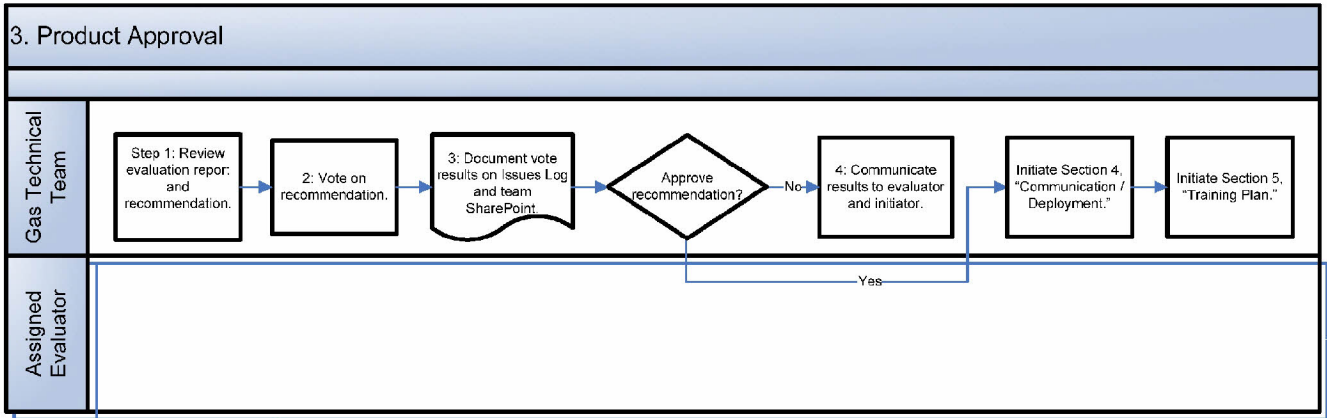 3. Product Approval
Gas Technical
Team
Step 1: Review
evaluation report
and
recommendation.
2: Vote on
recommendation.
3: Document vote
results on Issues Log
and team
SharePoint.
Approve
recommendation?
No
4: Communicate
results to evaluator
and initiator.
Initiate Section 4,
“Communication /
Deployment.”
Initiate Section 5,
“Training Plan.”
Yes
Assigned
Evaluator